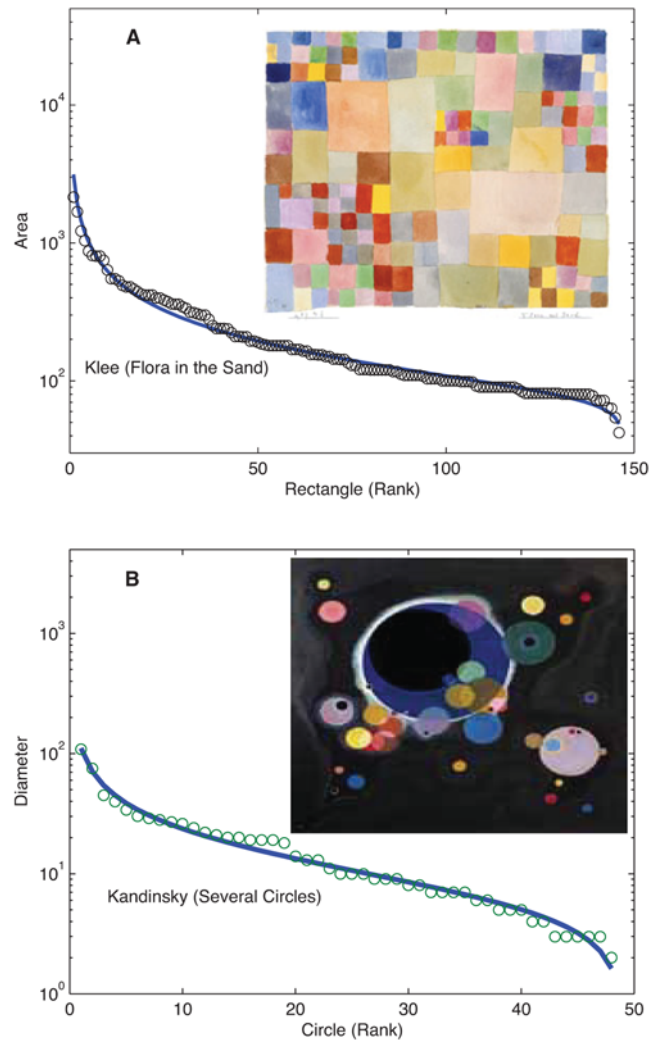 A
10^4
10^3
10^2
Area
Klee (Flora in the Sand)
0
50
100
150
Rectangle (Rank)
B
10^3
10^2
10^1
10^0
Diameter
Kandinsky (Several Circles)
0
10
20
30
40
50
Circle (Rank)